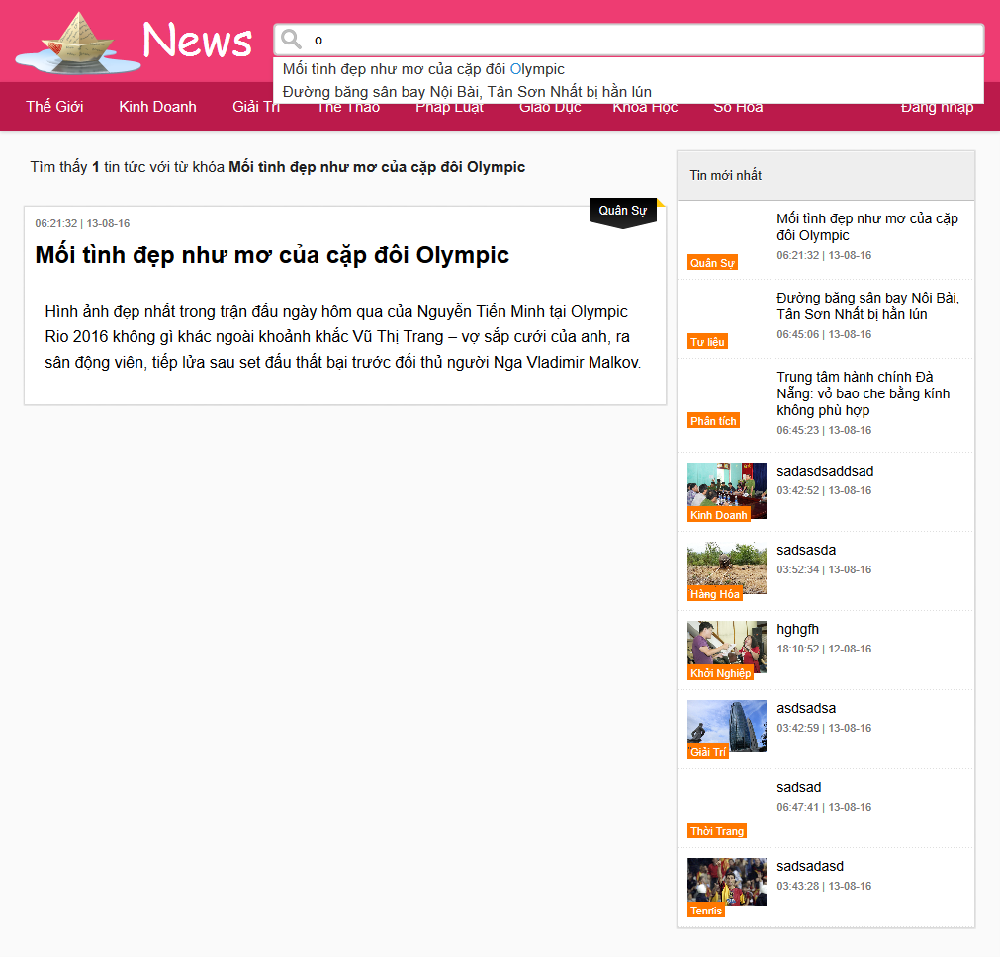 News
o
Mối tình đẹp như mơ của cặp đôi Olympic
Đường băng sân bay Nội Bài, Tân Sơn Nhất bị hằn lún
Thế Giới Kinh Doanh Giải Trí Thể Thao Pháp Luật Giáo Dục Khoa Học Số Hóa Đăng nhập
Tìm thấy 1 tin tức với từ khóa Mối tình đẹp như mơ của cặp đôi Olympic
Quân Sự
06:21:32 | 13-08-16
Mối tình đẹp như mơ của cặp đôi Olympic
Hình ảnh đẹp nhất trong trận đấu ngày hôm qua của Nguyễn Tiến Minh tại Olympic
Rio 2016 không gì khác ngoài khoảnh khắc Vũ Thị Trang – vợ sắp cưới của anh, ra
sân động viên, tiếp lửa sau set đấu thất bại trước đối thủ người Nga Vladimir Malkov.
Tin mới nhất
Mối tình đẹp như mơ của cặp
đôi Olympic
06:21:32 | 13-08-16
Quân Sự
Đường băng sân bay Nội Bài,
Tân Sơn Nhất bị hằn lún
06:45:06 | 13-08-16
Tư liệu
Trung tâm hành chính Đà
Nẵng: vỏ bao che bằng kính
không phù hợp
06:45:23 | 13-08-16
Phân tích
sadasdsaddsad
03:42:52 | 13-08-16
Kinh Doanh
sadsasda
03:52:34 | 13-08-16
Hàng Hóa
hghgfh
18:10:52 | 12-08-16
Khởi Nghiệp
asdsadsa
03:42:59 | 13-08-16
Giải Trí
sadsad
06:47:41 | 13-08-16
Thời Trang
sadsadasd
03:43:28 | 13-08-16
Tennis